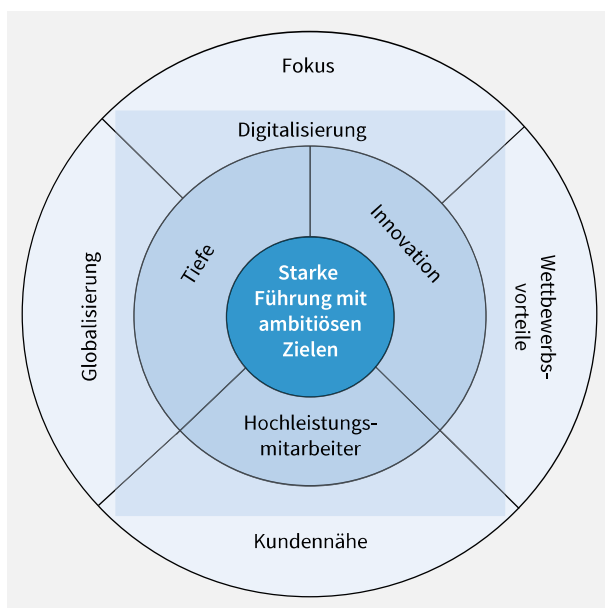 Fokus
Digitalisierung
Tiefe
Innovation
Starke
Führung mit
ambitiösen
Zielen
Globalisierung
Wettbewerbs-
vorteile
Hochleistungs-
mitarbeiter
Kundennähe